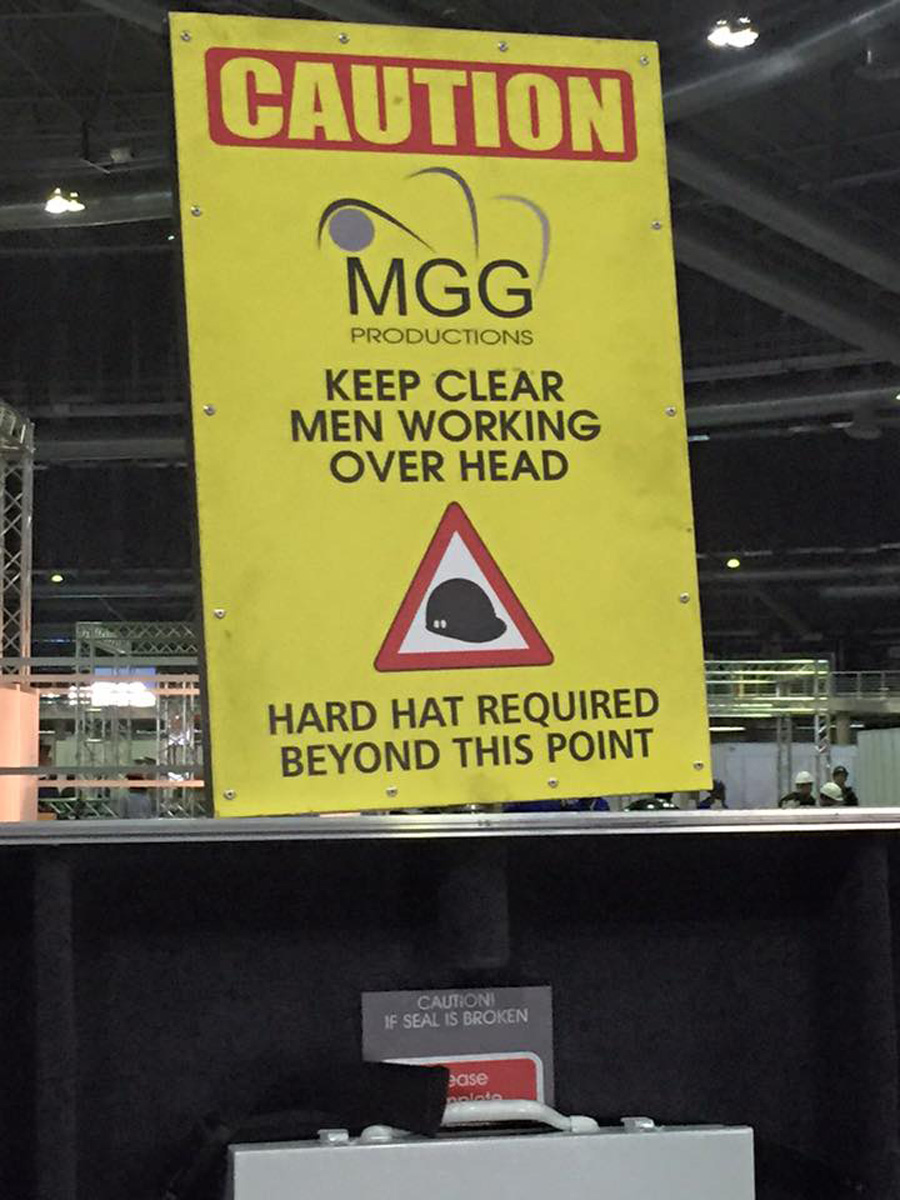 CAUTION
MGG
PRODUCTIONS
KEEP CLEAR
MEN WORKING
OVER HEAD
HARD HAT REQUIRED
BEYOND THIS POINT
CAUTION!
IF SEAL IS BROKEN